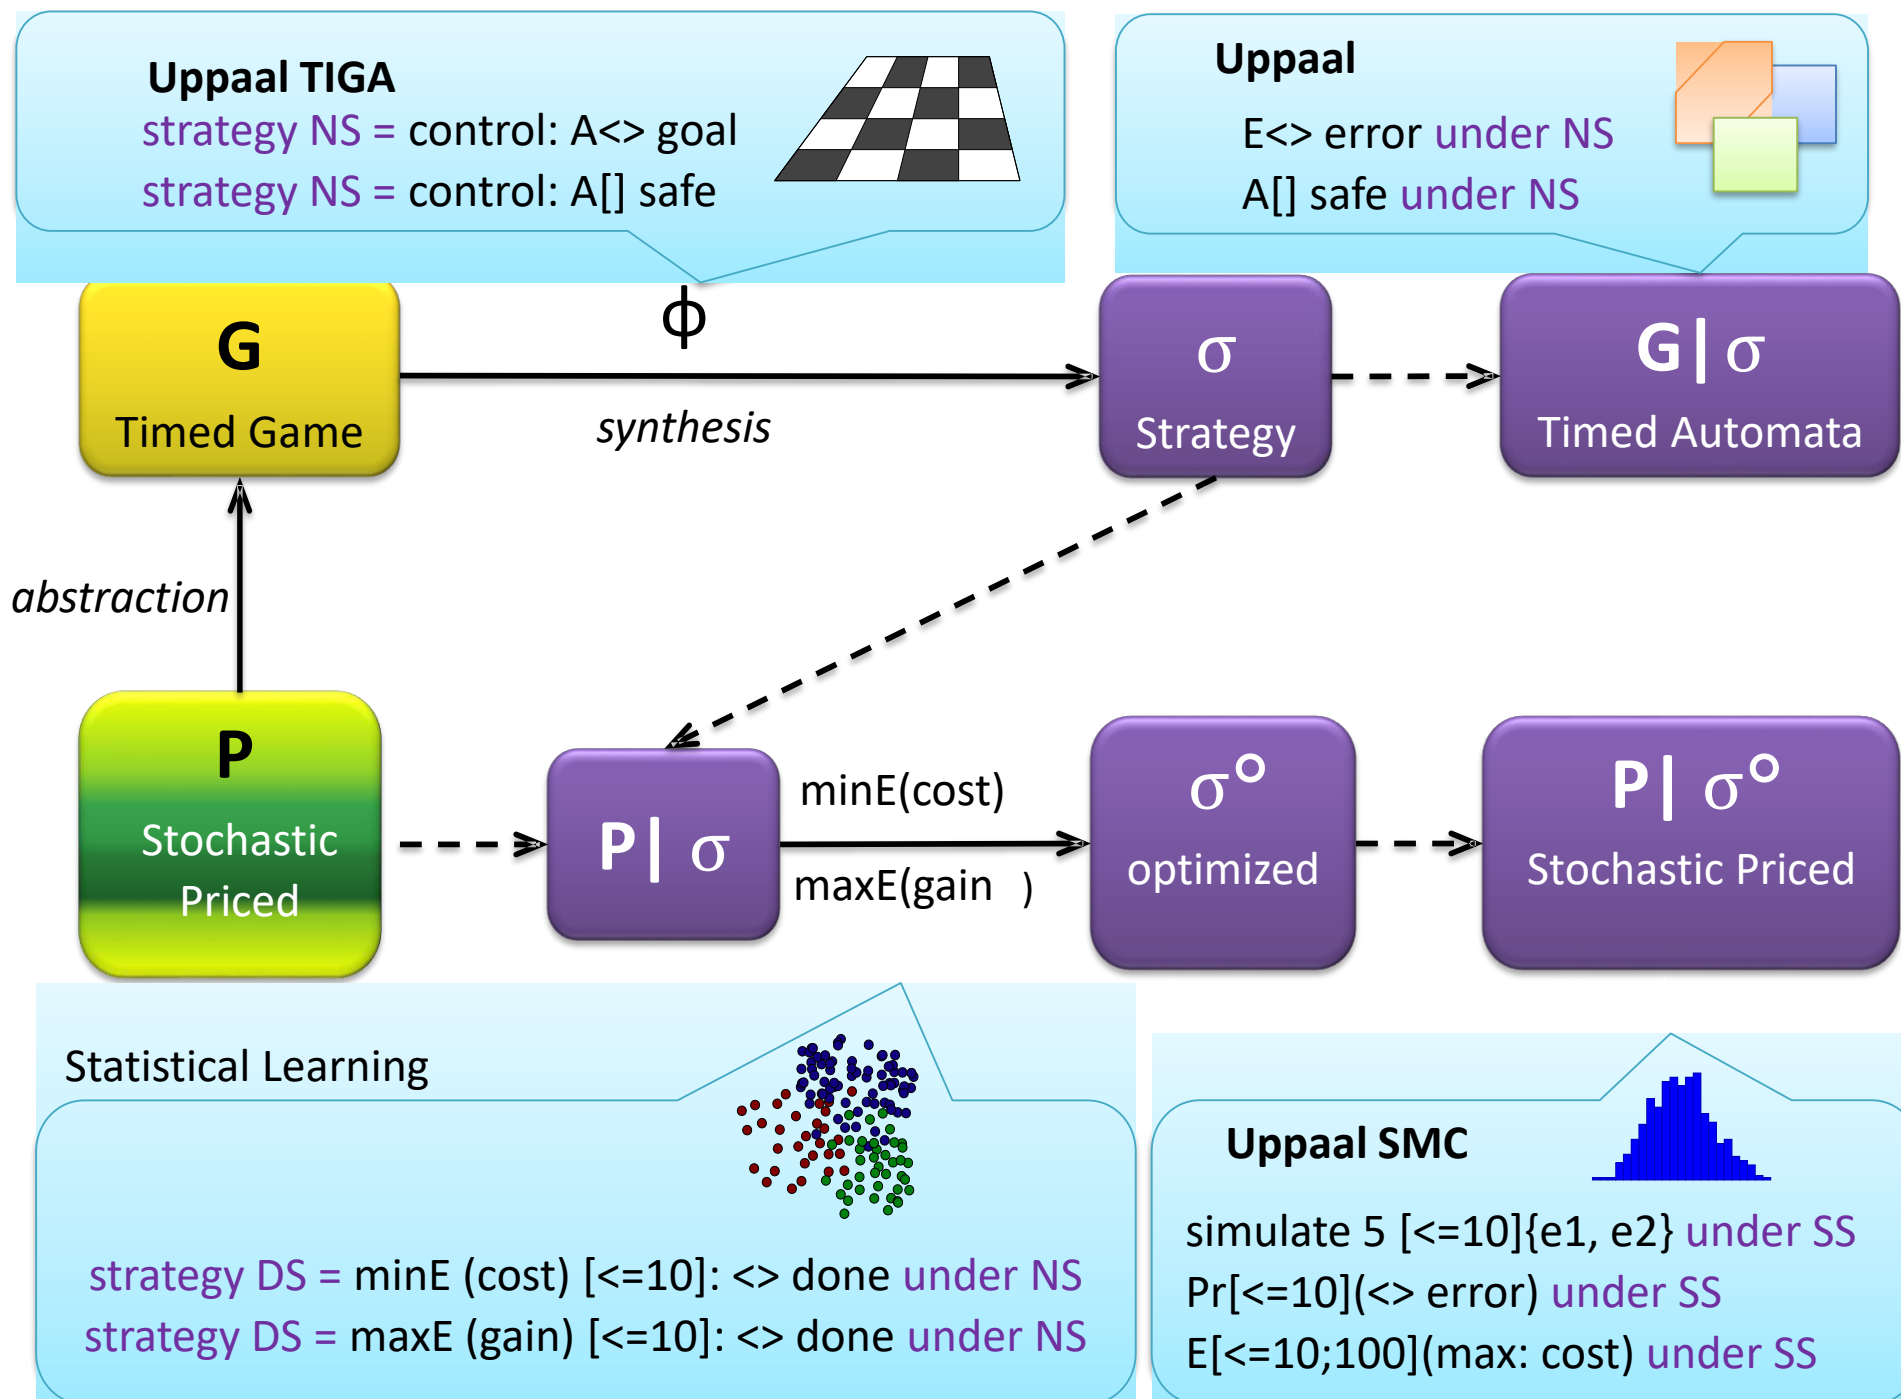 Uppaal TIGA
strategy NS = control: A<> goal
strategy NS = control: A[] safe
Uppaal
E<> error under NS
A[] safe under NS
G
Timed Game
ϕ
synthesis
σ
Strategy
G| σ
Timed Automata
abstraction
P
Stochastic
Priced
P| σ
minE(cost)
maxE(gain )
σ°
optimized
P| σ°
Stochastic Priced
Statistical Learning
strategy DS = minE (cost) [<=10]: <> done under NS
strategy DS = maxE (gain) [<=10]: <> done under NS
Uppaal SMC
simulate 5 [<=10]{e1, e2} under SS
Pr[<=10](<> error) under SS
E[<=10;100](max: cost) under SS